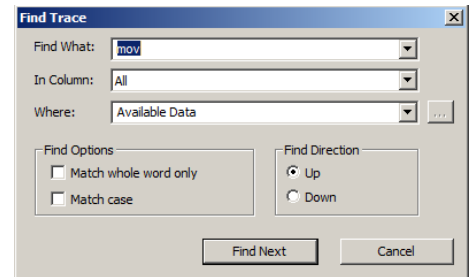 Find Trace
Find What: mov
In Column: All
Where: Available Data ...
Find Options
Match whole word only
Match case
Find Direction
Up
Down
Find Next Cancel